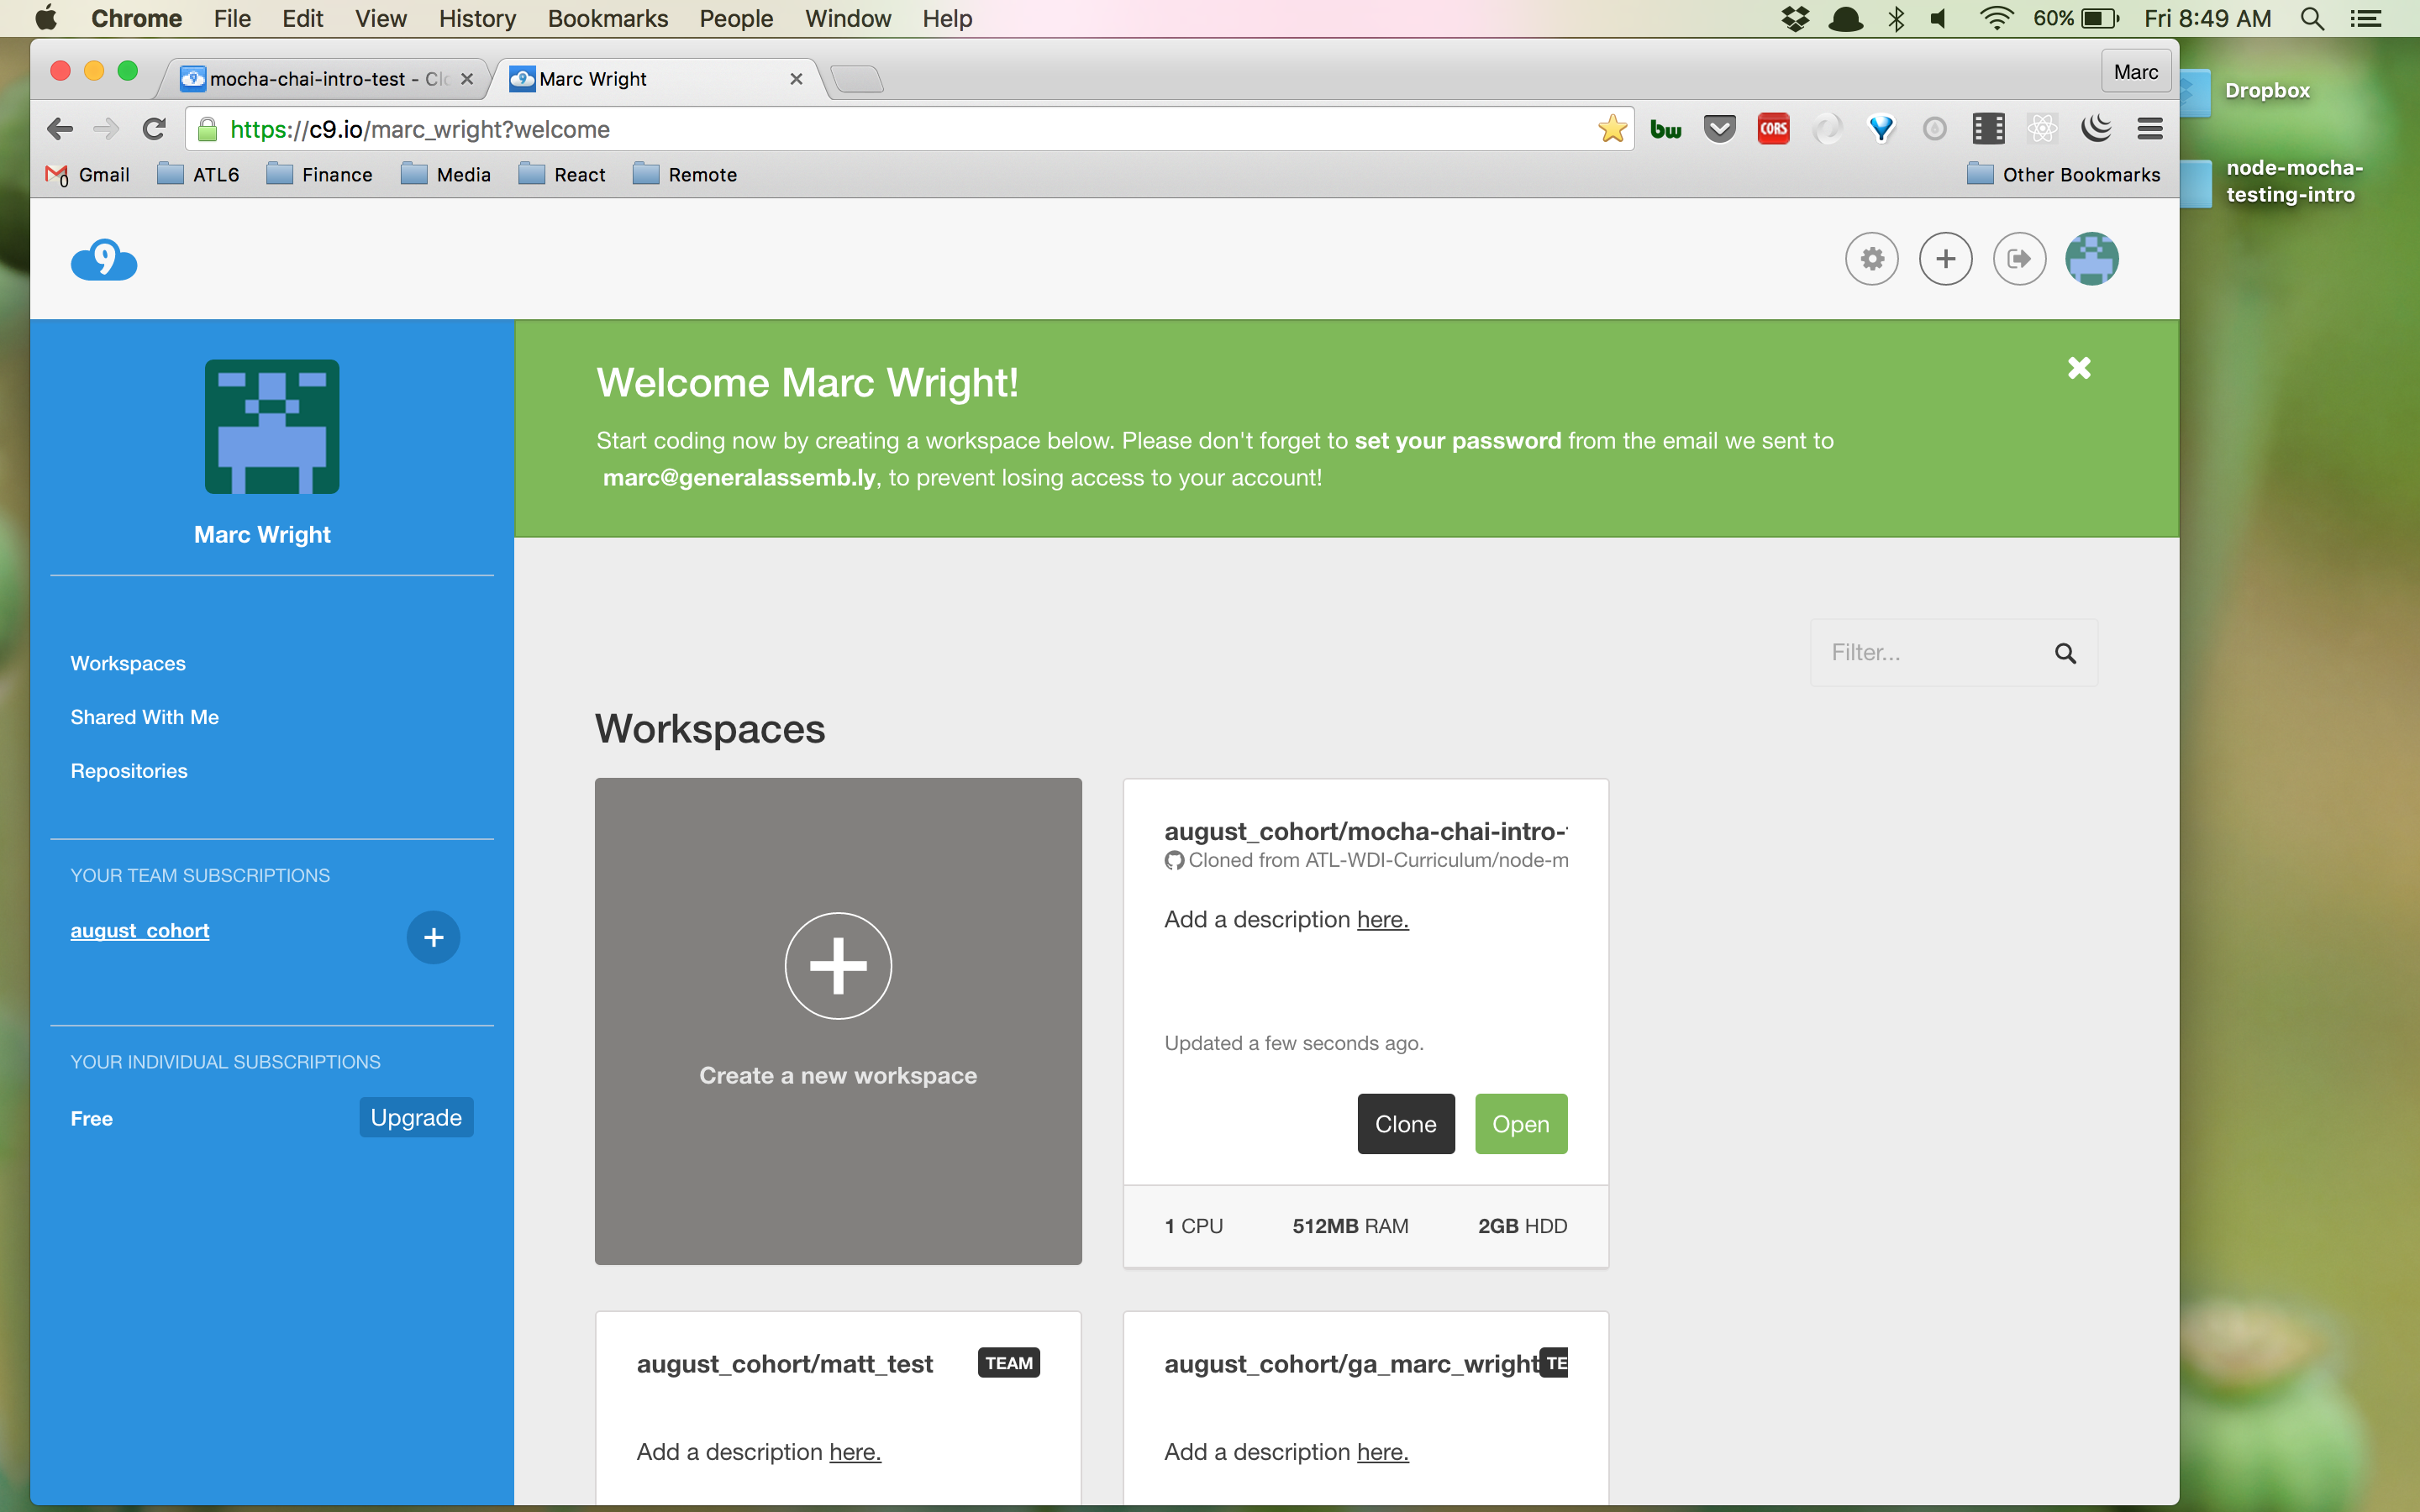 Chrome File Edit View History Bookmarks People Window Help 60% Fri 8:49 AM
mocha-chai-intro-test - Clo Marc Wright Marc
https://c9.io/marc_wright?welcome bw CORS
Gmail ATL6 Finance Media React Remote Other Bookmarks
Dropbox
node-mocha-
testing-intro
9
Marc Wright
Workspaces
Shared With Me
Repositories
YOUR TEAM SUBSCRIPTIONS
august_cohort
YOUR INDIVIDUAL SUBSCRIPTIONS
Free Upgrade
Welcome Marc Wright!
Start coding now by creating a workspace below. Please don't forget to set your password from the email we sent to
marc@generalassemb.ly, to prevent losing access to your account!
Filter...
Workspaces
Create a new workspace
august_cohort/mocha-chai-intro-
Cloned from ATL-WDI-Curriculum/node-m
Add a description here.
Updated a few seconds ago.
Clone Open
1 CPU 512MB RAM 2GB HDD
august_cohort/matt_test TEAM
Add a description here.
august_cohort/ga_marc_wright TE
Add a description here.